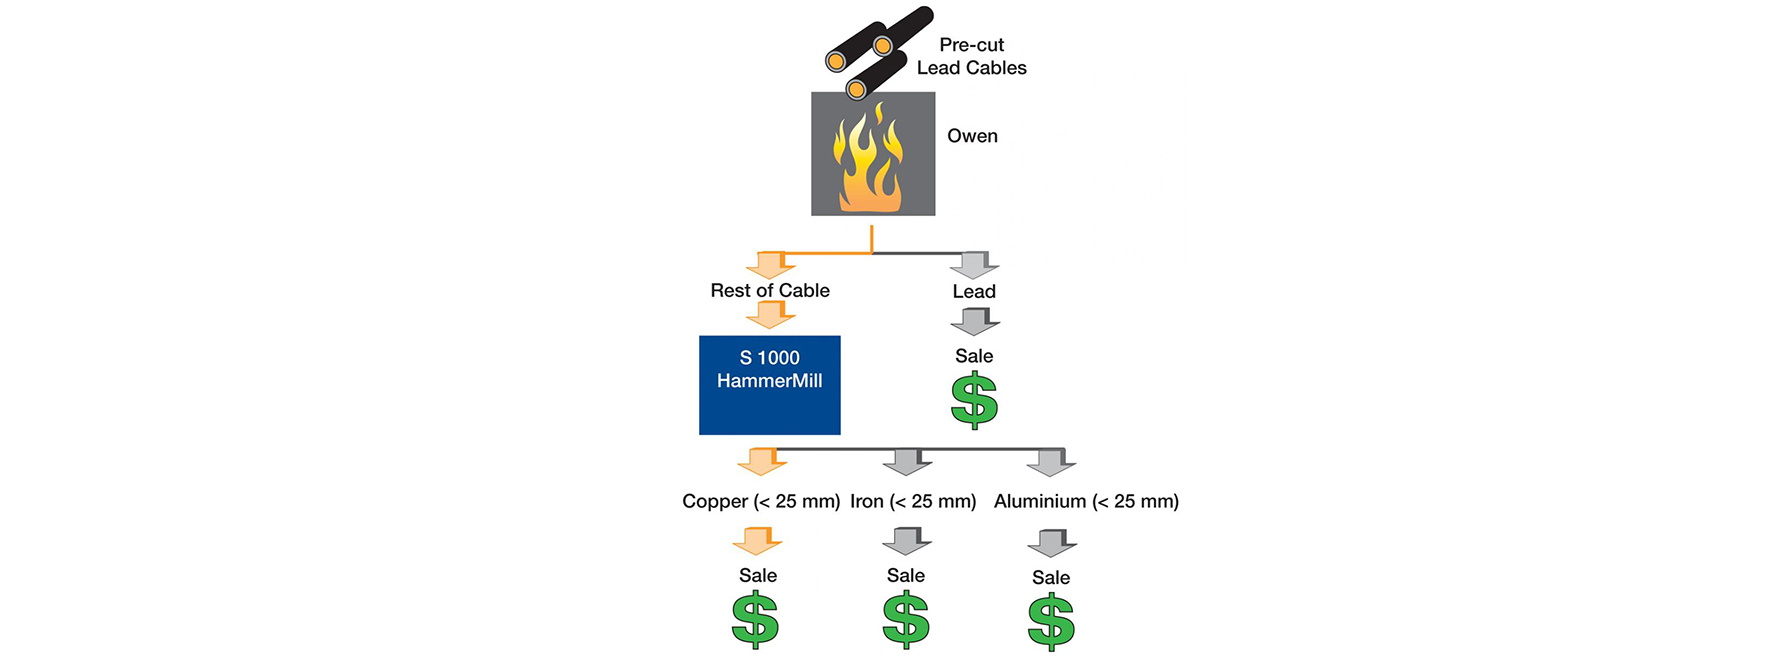 Pre-cut
Lead Cables
Owen
Rest of Cable
Lead
S 1000
HammerMill
Sale
$
Copper (< 25 mm) Iron (< 25 mm) Aluminium (< 25 mm)
Sale Sale Sale
$ $ $